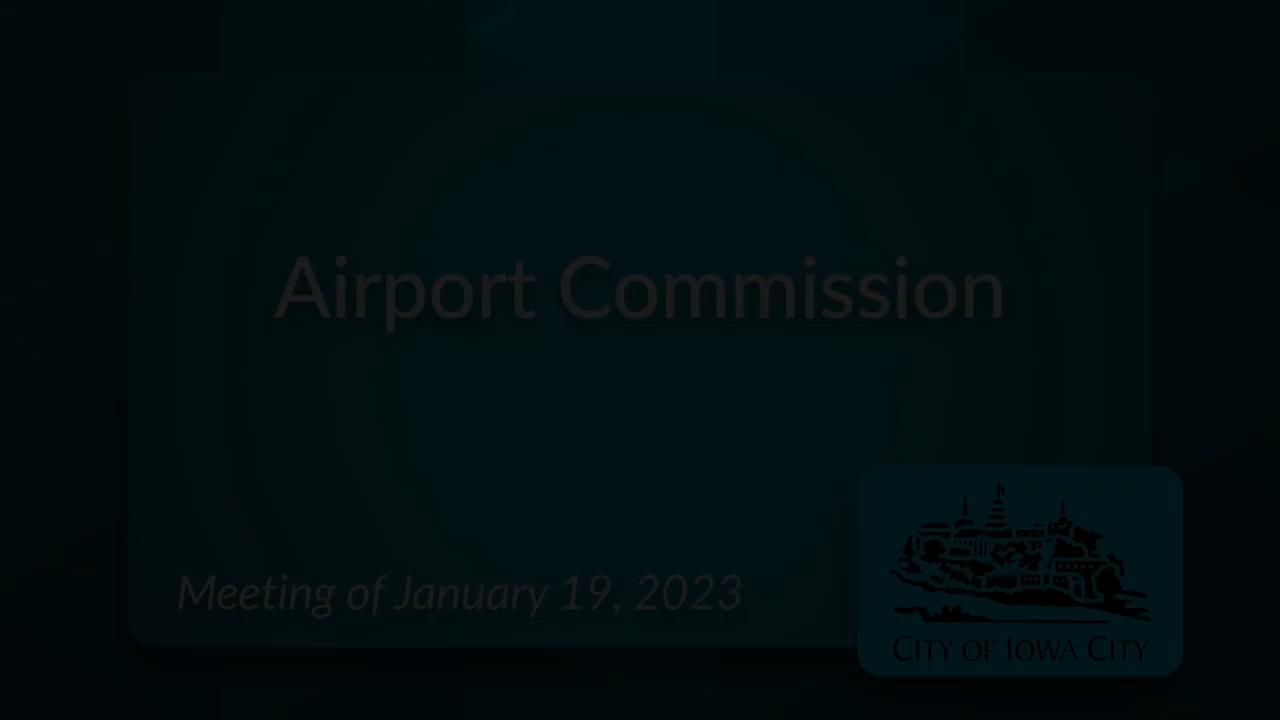 Airport Commission
Meeting of January 19, 2023
CITY OF IOWA CITY